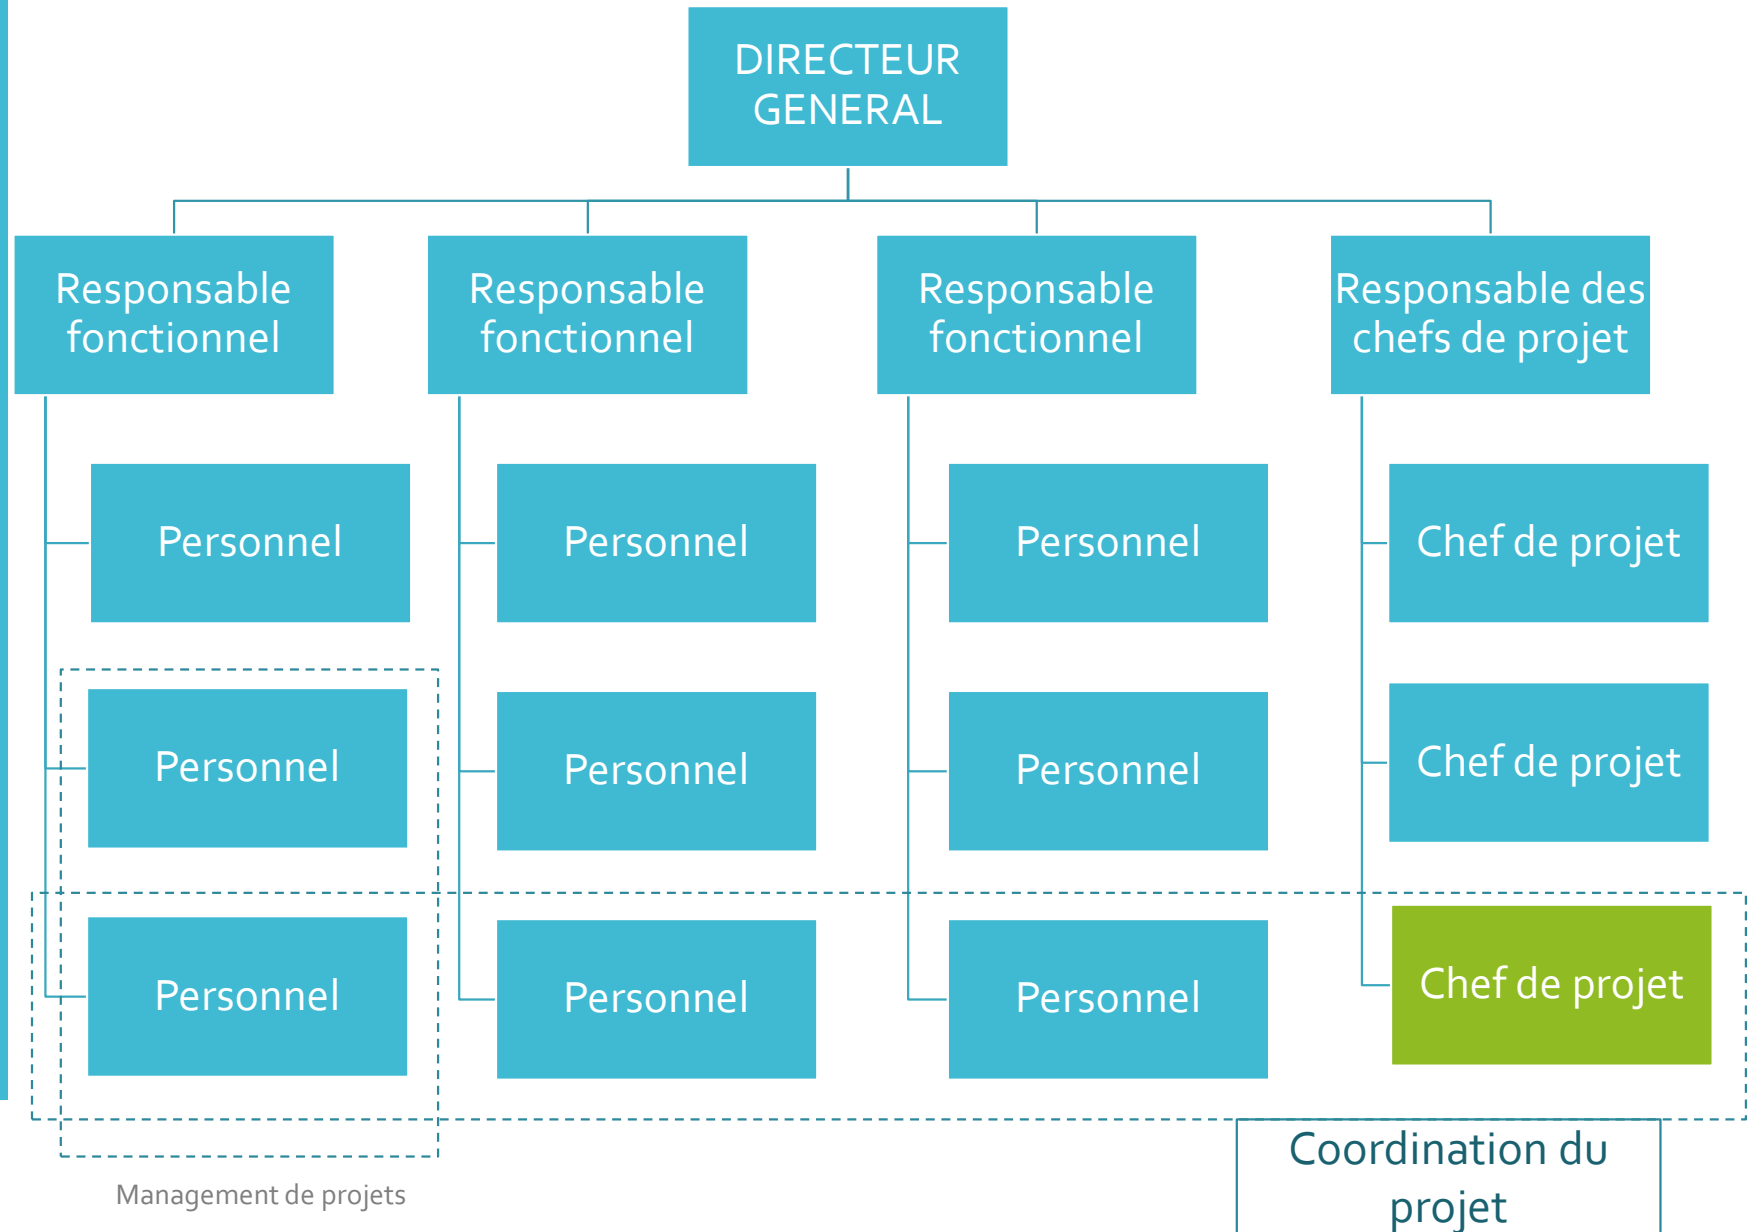 DIRECTEUR
GENERAL
Responsable
fonctionnel
Responsable
fonctionnel
Responsable
fonctionnel
Responsable des
chefs de projet
Personnel
Personnel
Personnel
Chef de projet
Personnel
Personnel
Personnel
Chef de projet
Personnel
Personnel
Personnel
Chef de projet
Coordination du
projet
Management de projets